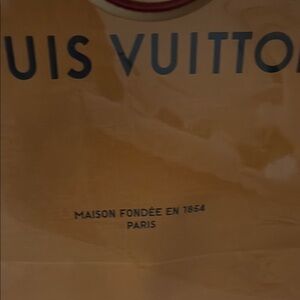 UIS VUITTO
MAISON FONDÉE EN 1854
PARIS